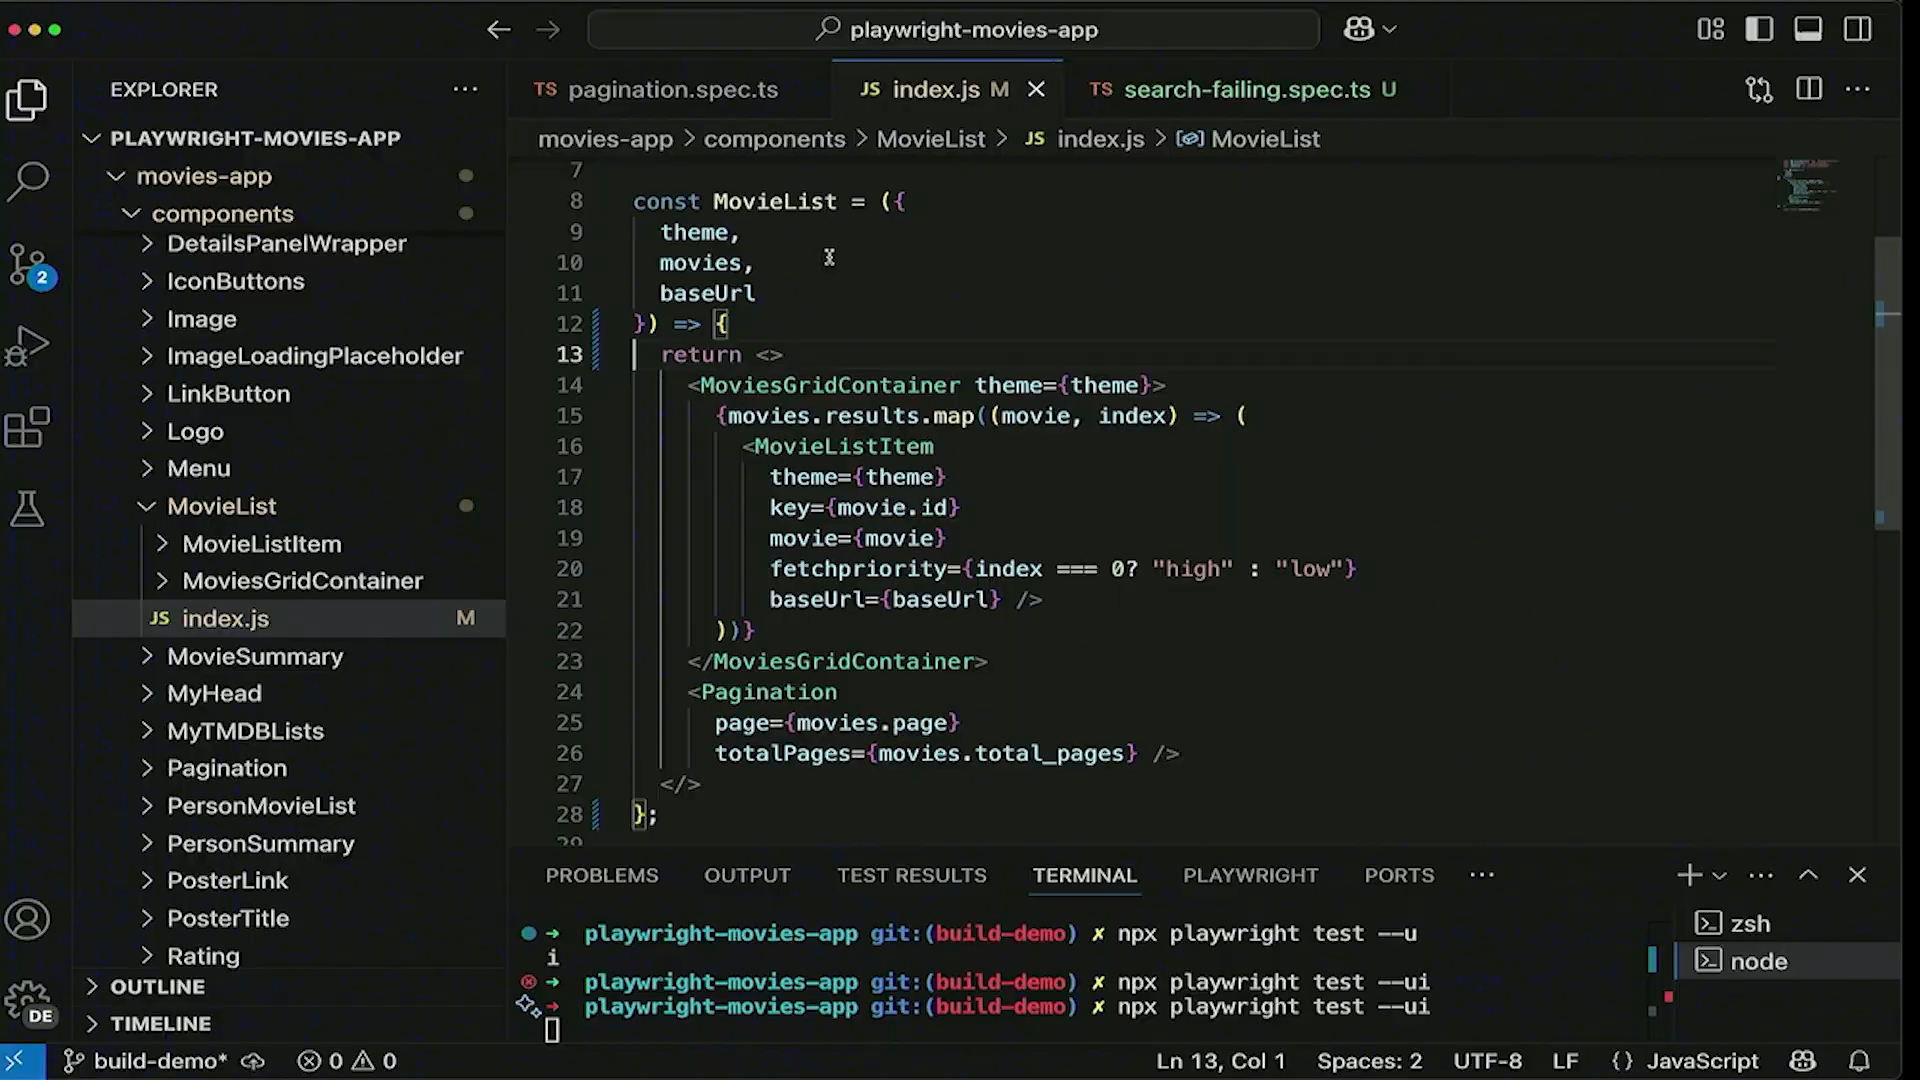 playwright-movies-app
EXPLORER
PLAYWRIGHT-MOVIES-APP
movies-app
components
DetailsPanelWrapper
IconButtons
Image
ImageLoadingPlaceholder
LinkButton
Logo
Menu
MovieList
MovieListItem
MoviesGridContainer
JS index.js M
MovieSummary
MyHead
MyTMDBLists
Pagination
PersonMovieList
PersonSummary
PosterLink
PosterTitle
Rating
OUTLINE
TIMELINE
2
DE
TS pagination.spec.ts
JS index.js M
TS search-failing.spec.ts U
movies-app > components > MovieList > JS index.js > MovieList
7
8 const MovieList = ({
9 theme,
10 movies,
11 baseUrl
12 }) => {
13 return <>
14 <MoviesGridContainer theme={theme}>
15 {movies.results.map((movie, index) => (
16 <MovieListItem
17 theme={theme}
18 key={movie.id}
19 movie={movie}
20 fetchpriority={index === 0? "high" : "low"}
21 baseUrl={baseUrl} />
22 ))}
23 </MoviesGridContainer>
24 <Pagination
25 page={movies.page}
26 totalPages={movies.total_pages} />
27 </>
28 };
29
PROBLEMS OUTPUT TEST RESULTS TERMINAL PLAYWRIGHT PORTS
➜ playwright-movies-app git:(build-demo) ✗ npx playwright test --u
i
➜ playwright-movies-app git:(build-demo) ✗ npx playwright test --ui
➜ playwright-movies-app git:(build-demo) ✗ npx playwright test --ui
zsh
node
build-demo* 0 0 Ln 13, Col 1 Spaces: 2 UTF-8 LF {} JavaScript